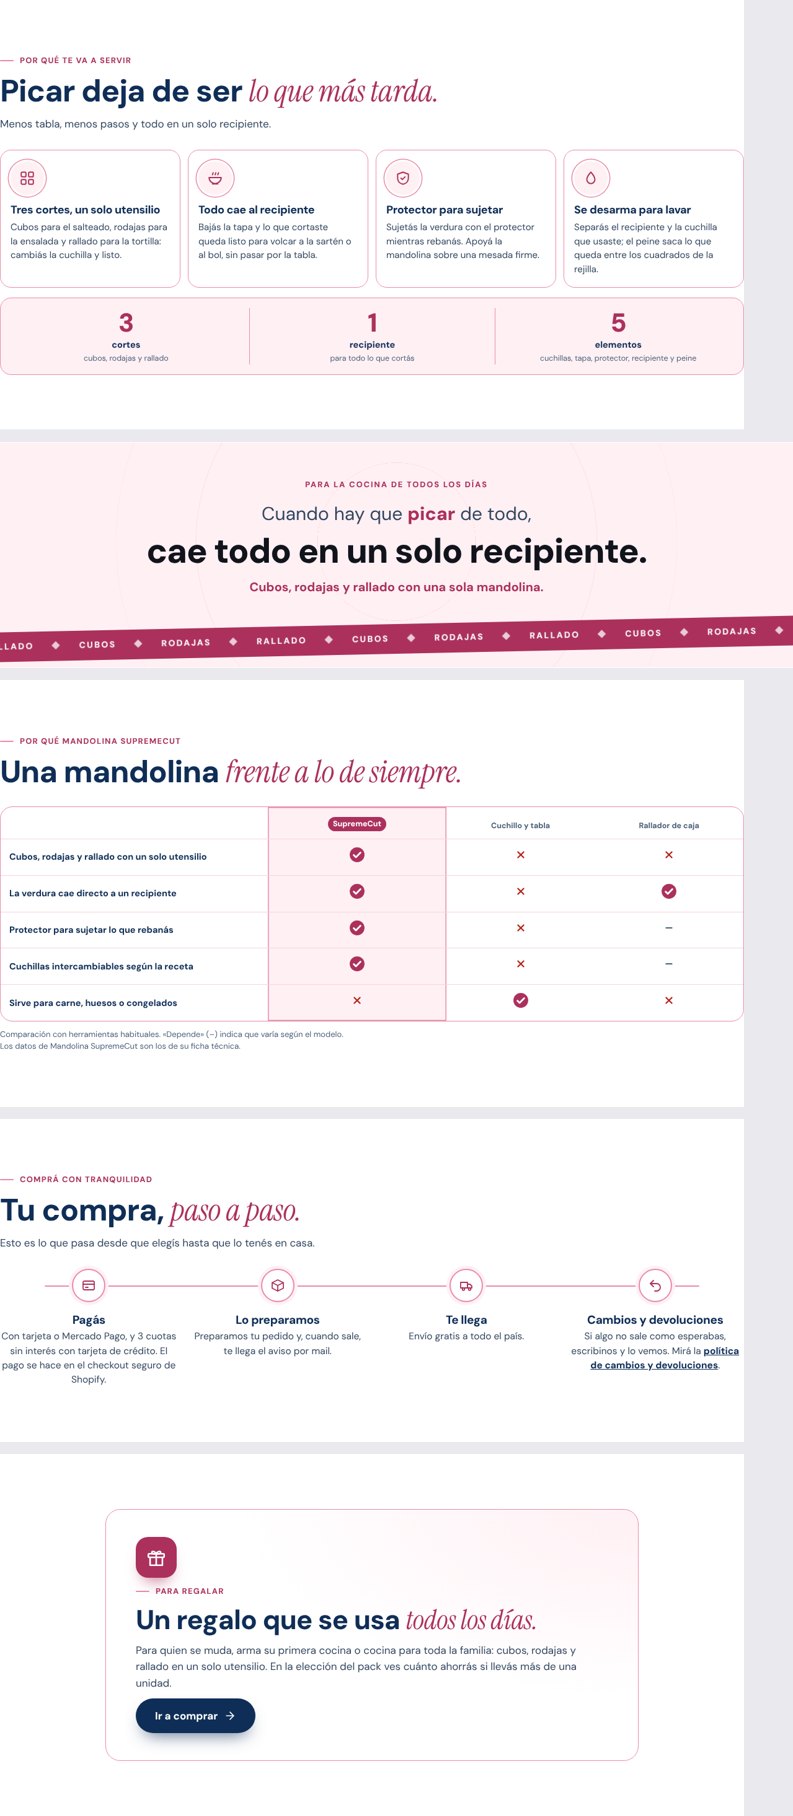 POR QUÉ TE VA A SERVIR
Picar deja de ser lo que más tarda.
Menos tabla, menos pasos y todo en un solo recipiente.
Tres cortes, un solo utensilio
Cubos para el salteado, rodajas para
la ensalada y rallado para la tortilla:
cambiás la cuchilla y listo.
Todo cae al recipiente
Bajás la tapa y lo que cortaste
queda listo para volcar a la sartén o
al bol, sin pasar por la tabla.
Protector para sujetar
Sujetás la verdura con el protector
mientras rebanás. Apoyá la
mandolina sobre una mesada firme.
Se desarma para lavar
Separás el recipiente y la cuchilla
que usaste; el peine saca lo que
queda entre los cuadrados de la
rejilla.
3
cortes
cubos, rodajas y rallado
1
recipiente
para todo lo que cortás
5
elementos
cuchillas, tapa, protector, recipiente y peine
PARA LA COCINA DE TODOS LOS DÍAS
Cuando hay que picar de todo,
cae todo en un solo recipiente.
Cubos, rodajas y rallado con una sola mandolina.
LLADO ◆ CUBOS ◆ RODAJAS ◆ RALLADO ◆ CUBOS ◆ RODAJAS ◆ RALLADO ◆ CUBOS ◆ RODAJAS ◆
POR QUÉ MANDOLINA SUPREMECUT
Una mandolina frente a lo de siempre.
SupremeCut
Cuchillo y tabla
Rallador de caja
Cubos, rodajas y rallado con un solo utensilio
La verdura cae directo a un recipiente
Protector para sujetar lo que rebanás
–
Cuchillas intercambiables según la receta
–
Sirve para carne, huesos o congelados
Comparación con herramientas habituales. «Depende» (–) indica que varía según el modelo.
Los datos de Mandolina SupremeCut son los de su ficha técnica.
COMPRÁ CON TRANQUILIDAD
Tu compra, paso a paso.
Esto es lo que pasa desde que elegís hasta que lo tenés en casa.
Pagás
Con tarjeta o Mercado Pago, y 3 cuotas
sin interés con tarjeta de crédito. El
pago se hace en el checkout seguro de
Shopify.
Lo preparamos
Preparamos tu pedido y, cuando sale,
te llega el aviso por mail.
Te llega
Envío gratis a todo el país.
Cambios y devoluciones
Si algo no sale como esperabas,
escribinos y lo vemos. Mirá la política
de cambios y devoluciones.
PARA REGALAR
Un regalo que se usa todos los días.
Para quien se muda, arma su primera cocina o cocina para toda la familia: cubos, rodajas y
rallado en un solo utensilio. En la elección del pack ves cuánto ahorrás si llevás más de una
unidad.
Ir a comprar →